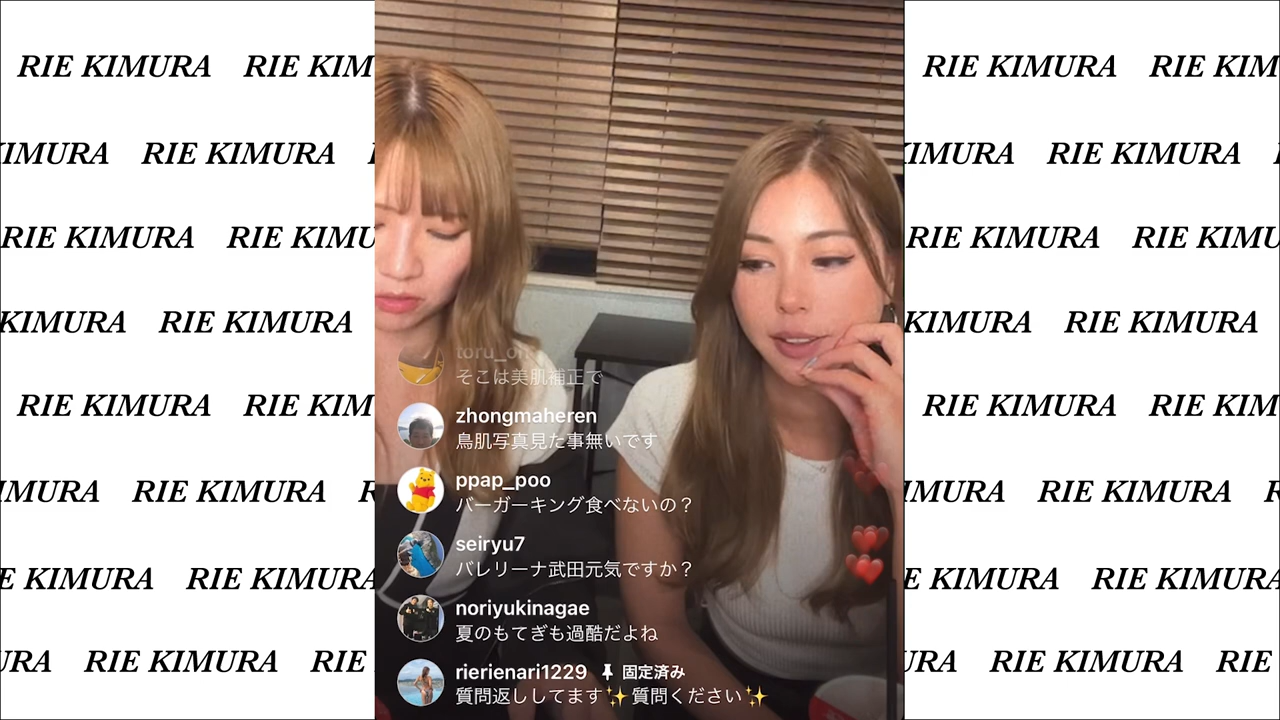 RIE KIMURA RIE KIM
IMURA RIE KIMURA
RIE KIMURA RIE KIMU
KIMURA RIE KIMURA
RIE KIMURA RIE KIM
IMURA RIE KIMURA R
E KIMURA RIE KIMURA
URA RIE KIMURA RIE
toru_on
そこは美肌補正で
zhongmaheren
鳥肌写真見た事無いです
ppap_poo
バーガーキング食べないの？
seiryu7
バレリーナ武田元気ですか？
noriyukinagae
夏のもてぎも過酷だよね
rierienari1229 固定済み
質問返ししてます✨質問ください✨
RIE KIMURA RIE KIM
IMURA RIE KIMURA
RIE KIMURA RIE KIMU
KIMURA RIE KIMURA
RIE KIMURA RIE KIM
IMURA RIE KIMURA R
E KIMURA RIE KIMURA
URA RIE KIMURA RIE